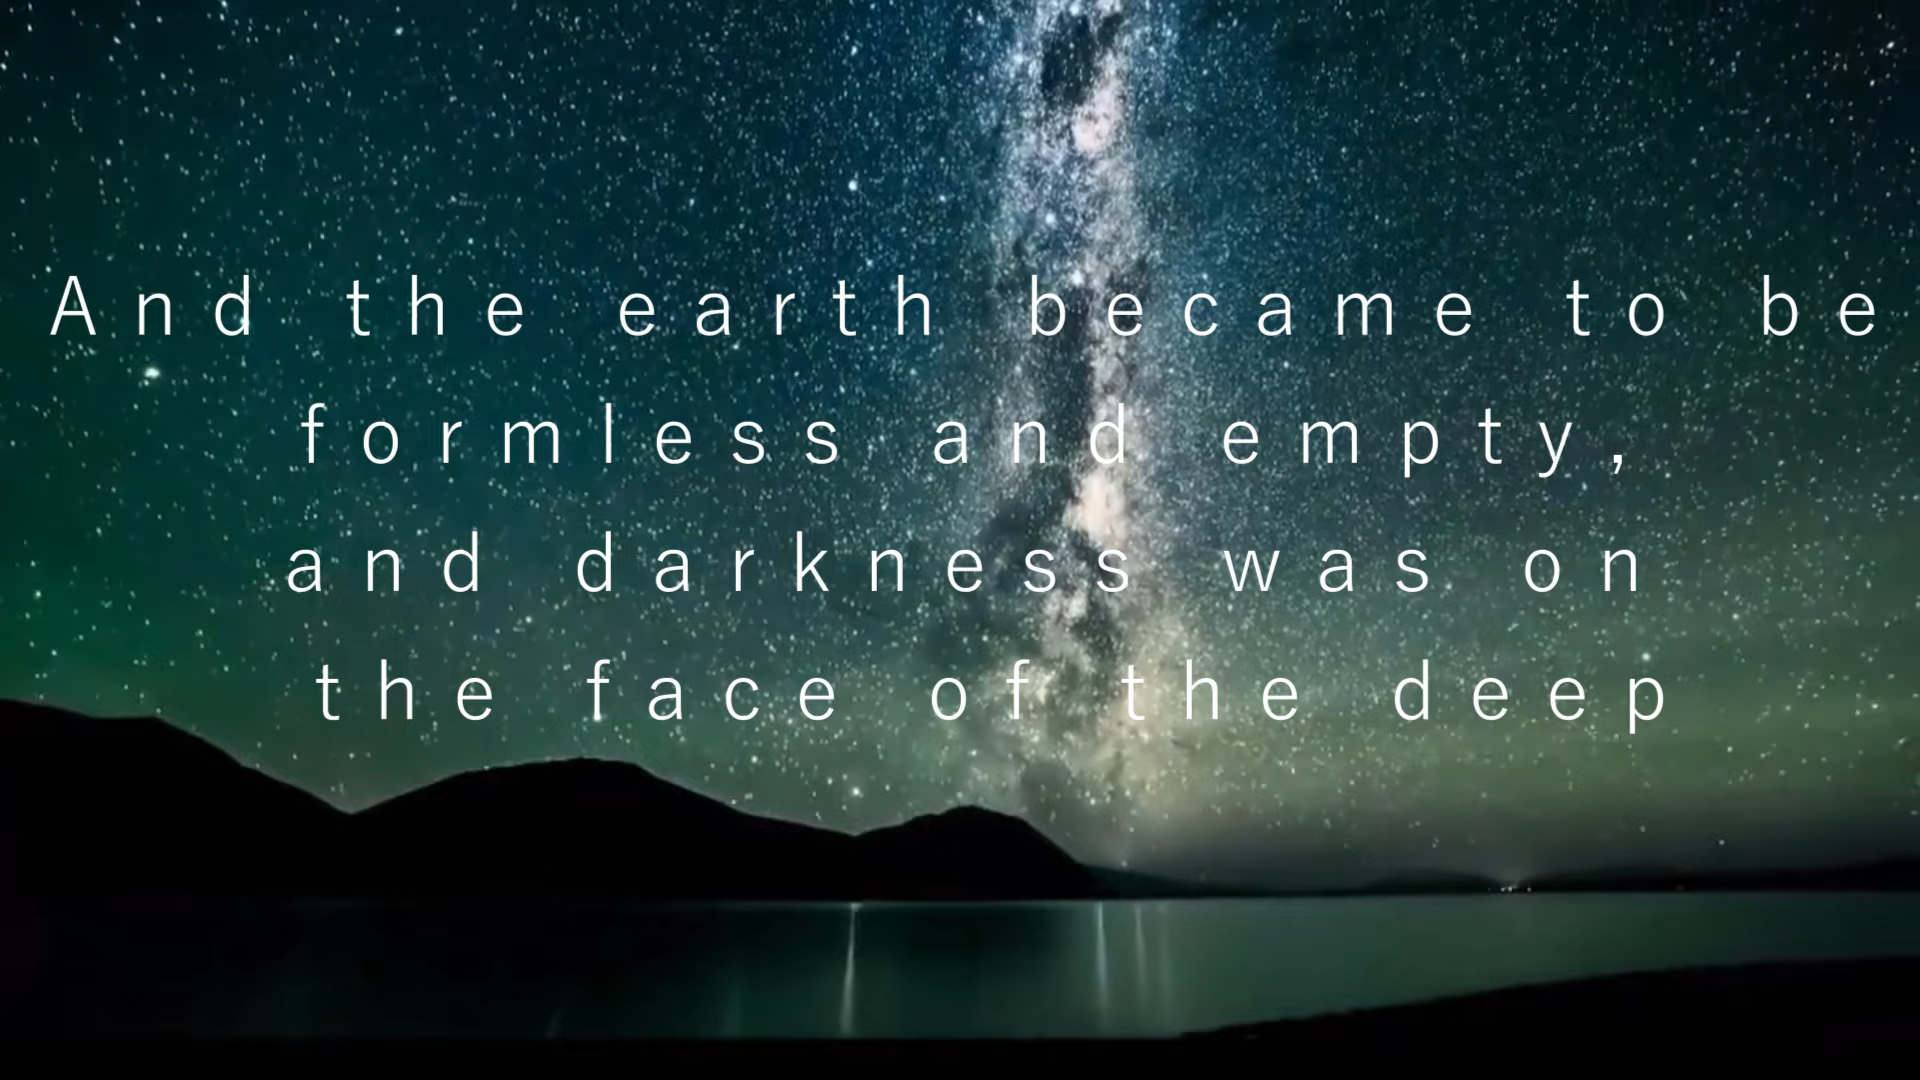 And the earth became to be
formless and empty,
and darkness was on
the face of the deep